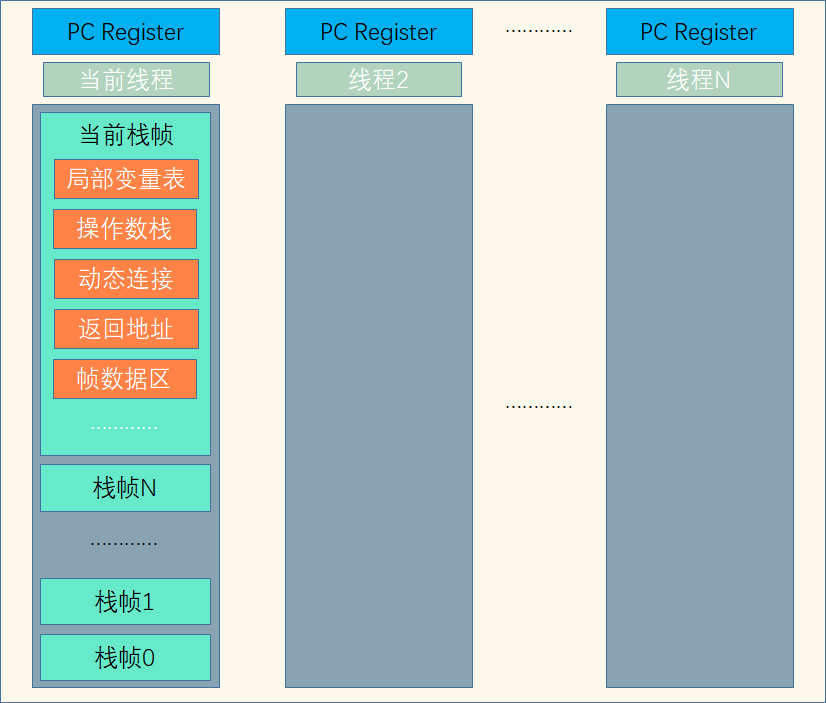 PC Register
PC Register
…………
PC Register
当前线程
线程2
线程N
当前栈帧
局部变量表
操作数栈
动态连接
返回地址
帧数据区
…………
栈帧N
…………
栈帧1
栈帧0
…………